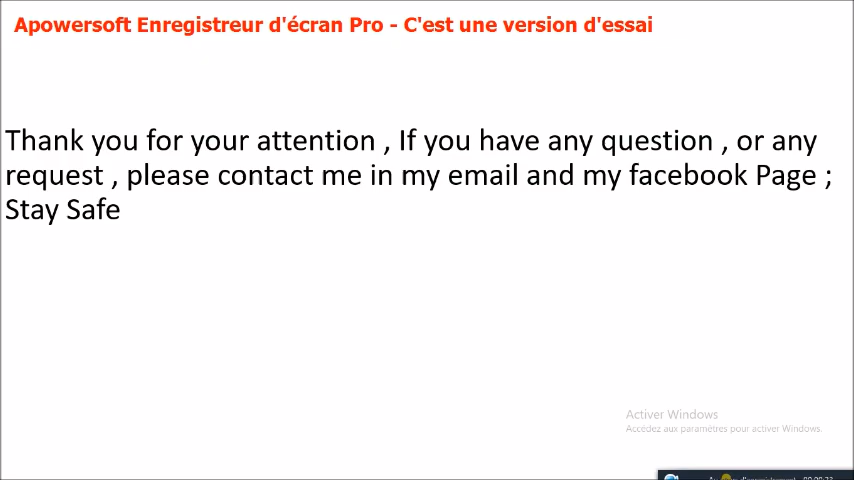 Apowersoft Enregistreur d'écran Pro - C'est une version d'essai
Thank you for your attention , If you have any question , or any
request , please contact me in my email and my facebook Page ;
Stay Safe
Activer Windows
Accédez aux paramètres pour activer Windows.